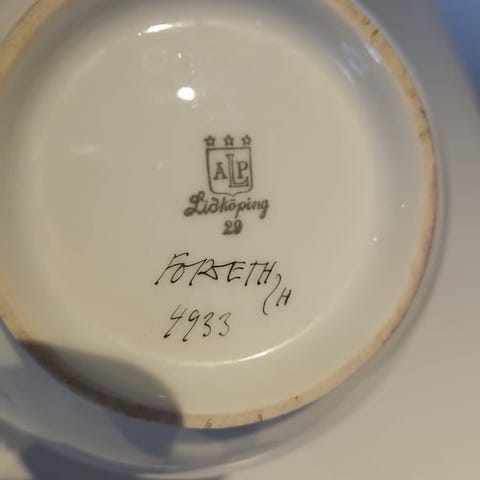 ALP
Lidköping
29
FORSETH
H
4933